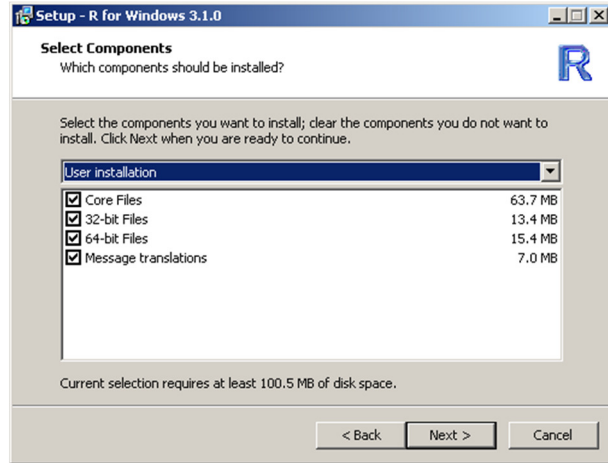 Setup - R for Windows 3.1.0
Select Components
Which components should be installed?
R
Select the components you want to install; clear the components you do not want to
install. Click Next when you are ready to continue.
User installation
Core Files 63.7 MB
32-bit Files 13.4 MB
64-bit Files 15.4 MB
Message translations 7.0 MB
Current selection requires at least 100.5 MB of disk space.
< Back Next > Cancel